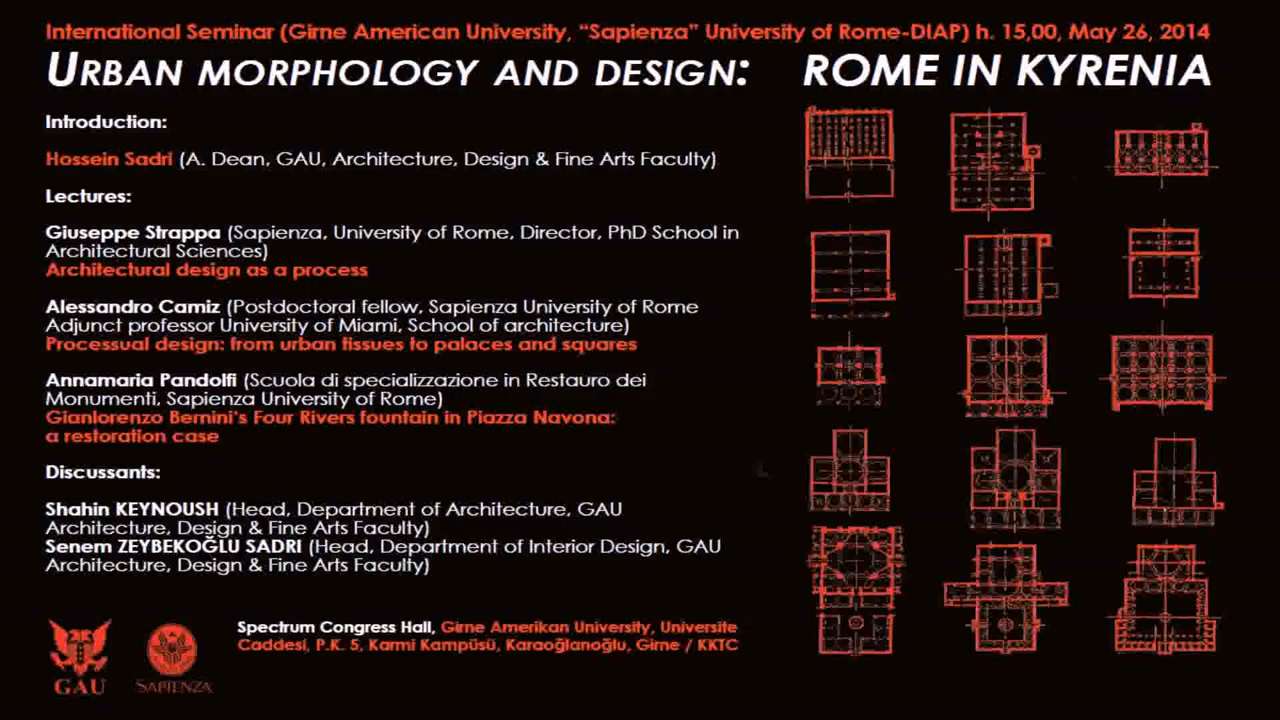 International Seminar (Girne American University, “Sapienza” University of Rome-DIAP) h. 15,00, May 26, 2014
URBAN MORPHOLOGY AND DESIGN: ROME IN KYRENIA
Introduction:
Hossein Sadri (A. Dean, GAU, Architecture, Design & Fine Arts Faculty)
Lectures:
Giuseppe Strappa (Sapienza, University of Rome, Director, PhD School in
Architectural Sciences)
Architectural design as a process
Alessandro Camiz (Postdoctoral fellow, Sapienza University of Rome
Adjunct professor University of Miami, School of architecture)
Processual design: from urban tissues to palaces and squares
Annamaria Pandolfi (Scuola di specializzazione in Restauro dei
Monumenti, Sapienza University of Rome)
Gianlorenzo Bernini's Four Rivers fountain in Piazza Navona:
a restoration case
Discussants:
Shahin KEYNOUSH (Head, Department of Architecture, GAU
Architecture, Design & Fine Arts Faculty)
Senem ZEYBEKOĞLU SADRI (Head, Department of Interior Design, GAU
Architecture, Design & Fine Arts Faculty)
Spectrum Congress Hall, Girne Amerikan University, Universite
Caddesi, P.K. 5, Karmi Kampüsü, Karaoğlanoğlu, Girne / KKTC
GAU
SAPIENZA